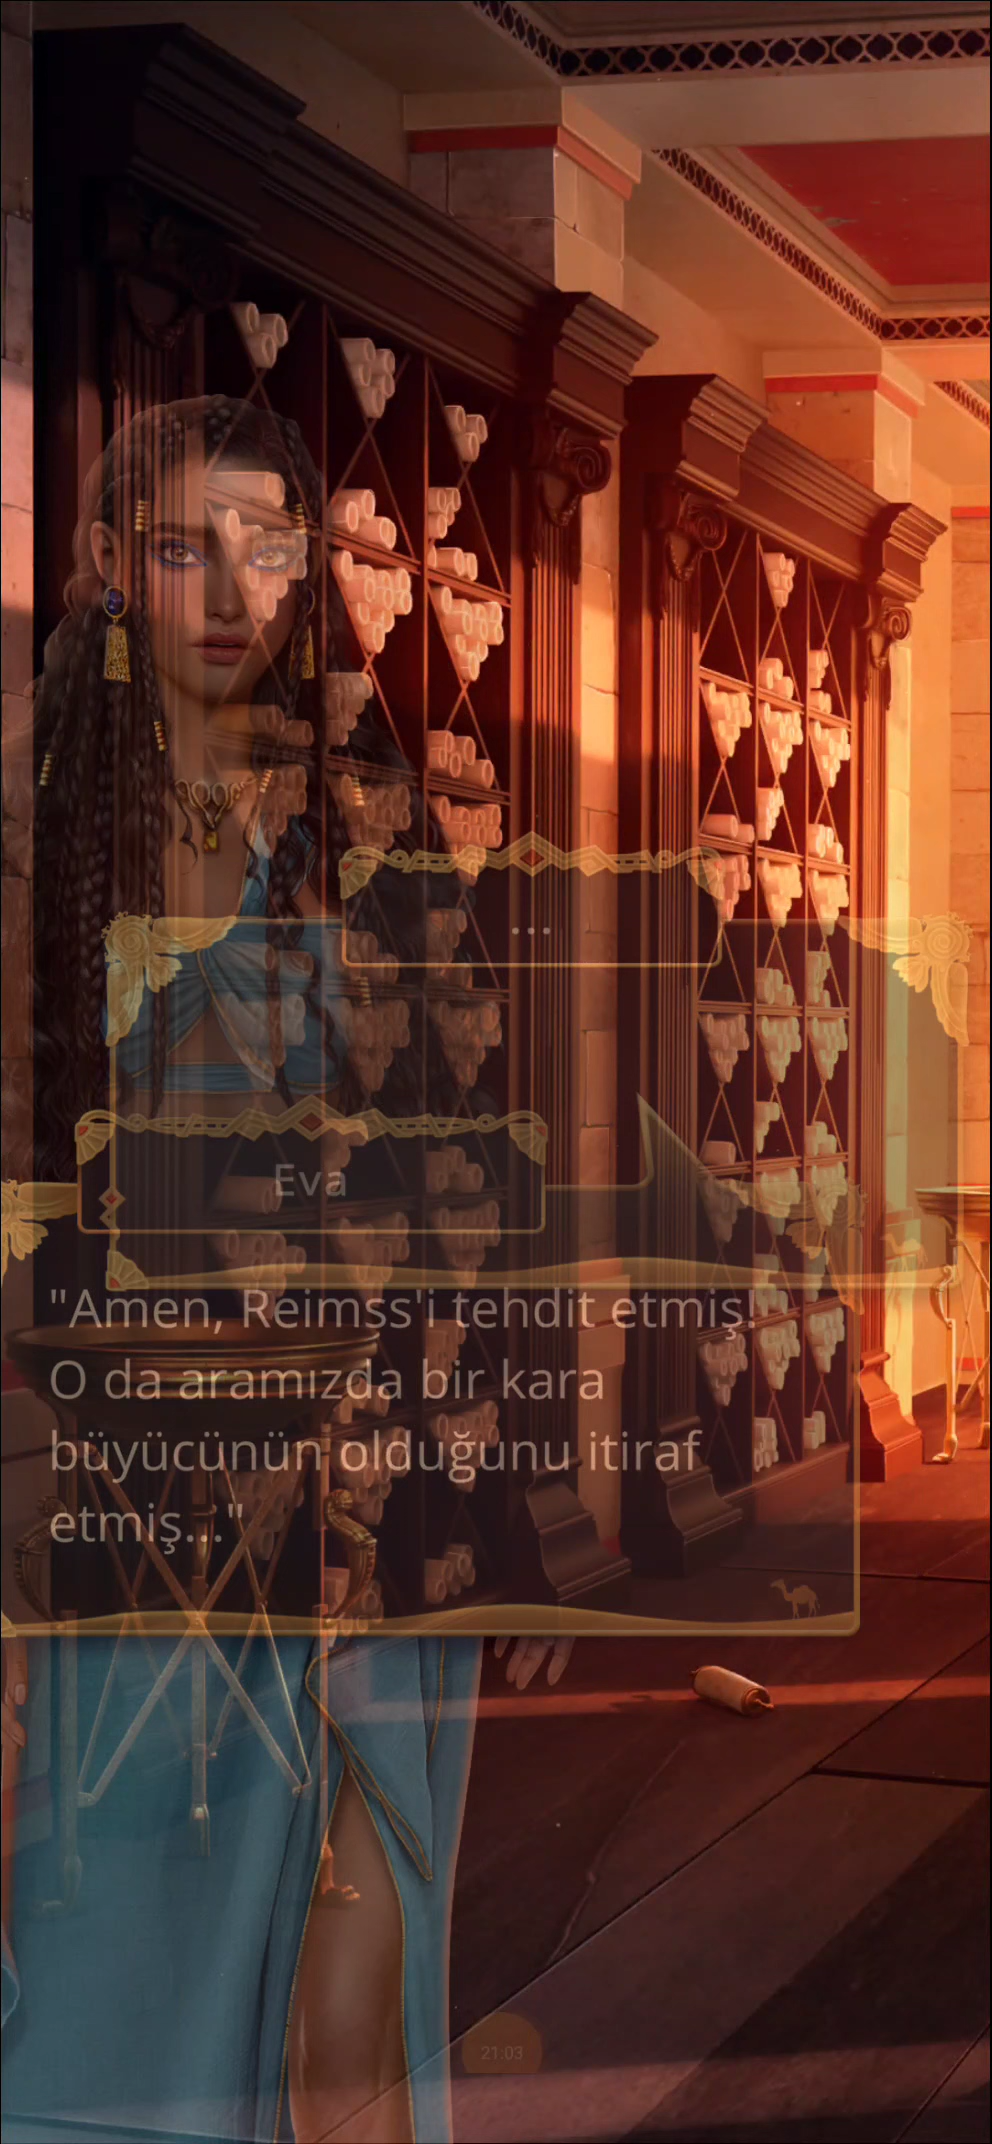 ...
Eva
"Amen, Reimss'i tehdit etmiş!
O da aramızda bir kara
büyücünün olduğunu itiraf
etmiş..."
21:03